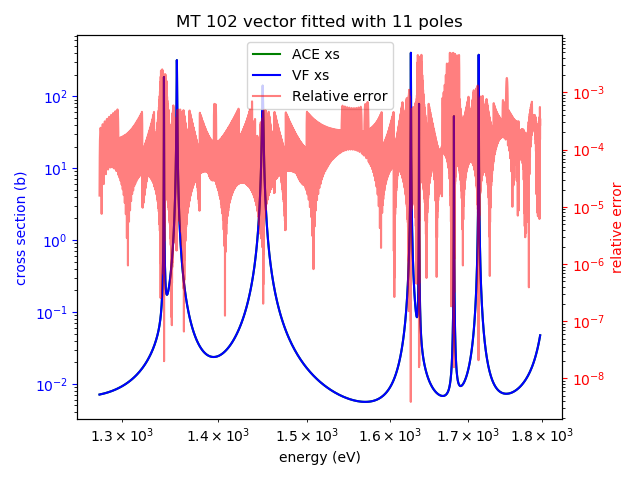 MT 102 vector fitted with 11 poles
ACE xs
VF xs
Relative error
cross section (b)
10²
10¹
10⁰
10⁻¹
10⁻²
10⁻³
10⁻⁴
10⁻⁵
10⁻⁶
10⁻⁷
10⁻⁸
relative error
1.3 × 10³ 1.4 × 10³ 1.5 × 10³ 1.6 × 10³ 1.7 × 10³ 1.8 × 10³
energy (eV)